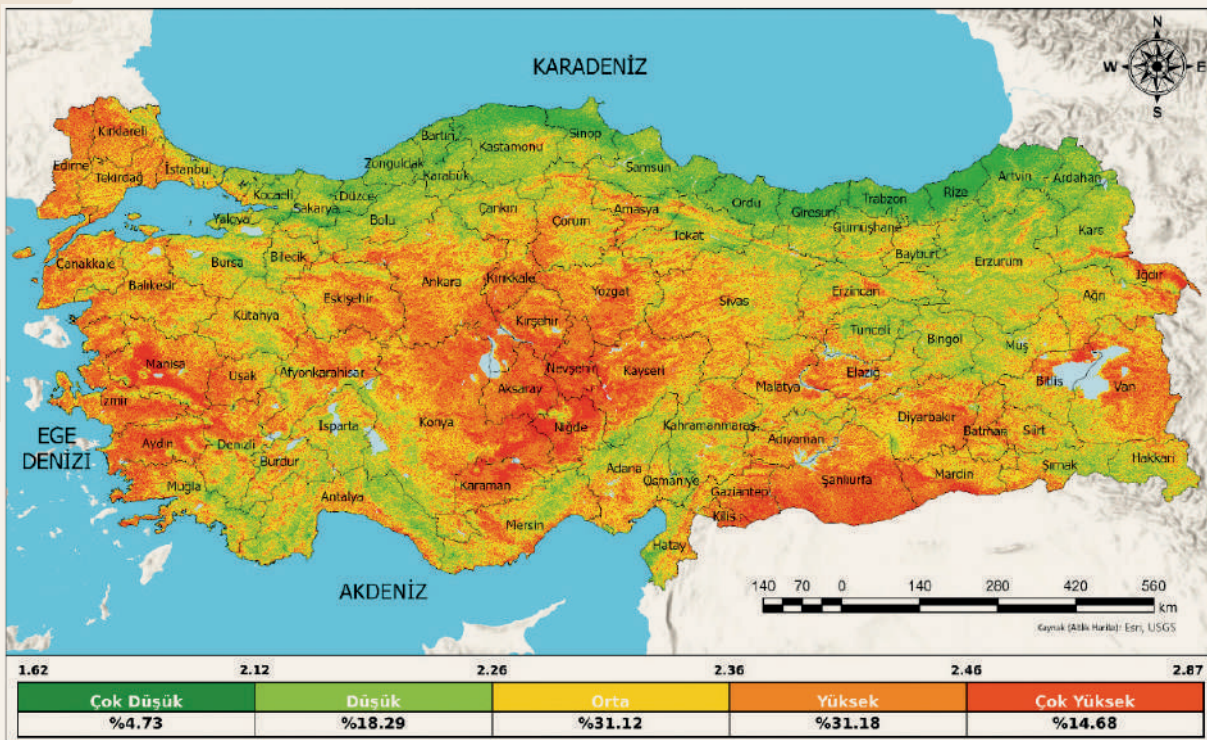 KARADENİZ
N
W E
S
Kırklareli
Edirne
Tekirdağ
İstanbul
Kocaeli
Yalova
Sakarya
Düzce
Zonguldak
Bartın
Karabük
Kastamonu
Sinop
Samsun
Bolu
Çankırı
Çorum
Amasya
Tokat
Ordu
Giresun
Trabzon
Rize
Artvin
Ardahan
Gümüşhane
Bayburt
Erzurum
Kars
Iğdır
Ağrı
Çanakkale
Balıkesir
Bursa
Bilecik
Kütahya
Eskişehir
Ankara
Kırıkkale
Yozgat
Kırşehir
Sivas
Erzincan
Tunceli
Bingöl
Muş
Bitlis
Van
Manisa
İzmir
Uşak
Afyonkarahisar
Aksaray
Nevşehir
Kayseri
Malatya
Elazığ
Diyarbakır
Batman
Siirt
Şırnak
Hakkari
EGE
DENİZİ
Aydın
Denizli
Muğla
Burdur
Isparta
Konya
Niğde
Karaman
Antalya
Mersin
Adana
Osmaniye
Kahramanmaraş
Adıyaman
Gaziantep
Kilis
Şanlıurfa
Mardin
Hatay
AKDENİZ
140 70 0 140 280 420 560
km
Kaynak (Altlık Harita): Esri, USGS
1.62 2.12 2.26 2.36 2.46 2.87
Çok Düşük Düşük Orta Yüksek Çok Yüksek
%4.73 %18.29 %31.12 %31.18 %14.68